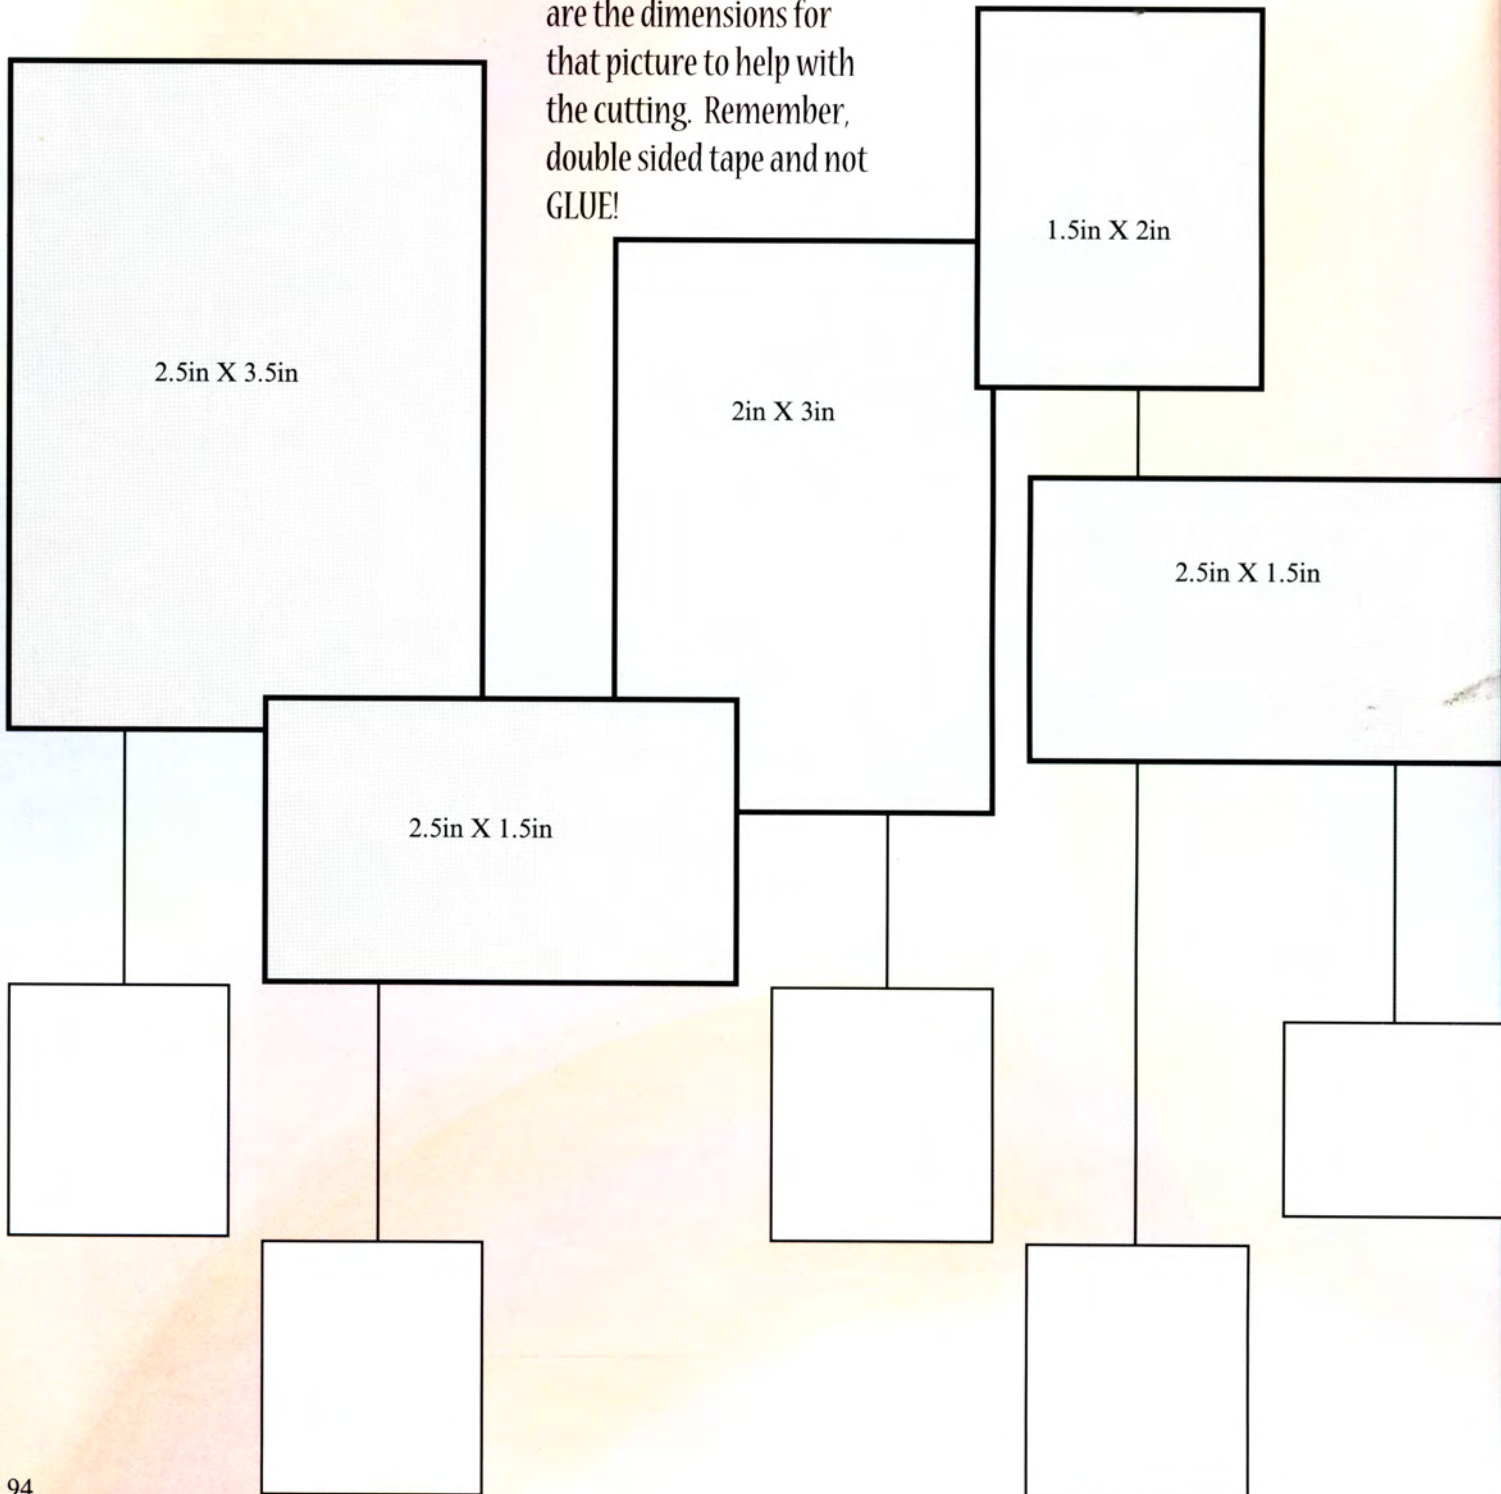 are the dimensions for
that picture to help with
the cutting. Remember,
double sided tape and not
GLUE!
1.5in X 2in
2.5in X 3.5in
2in X 3in
2.5in X 1.5in
2.5in X 1.5in
94